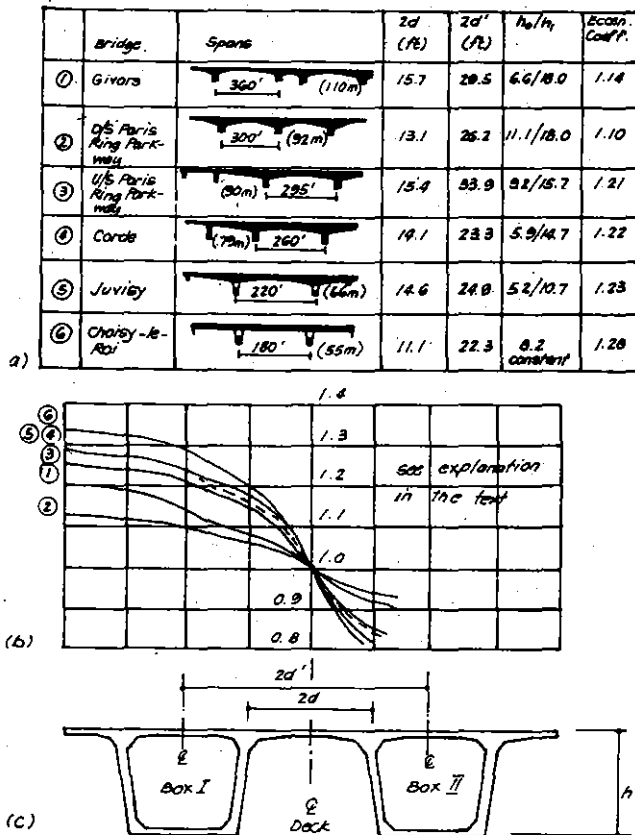 Bridge. Spans 2d (ft) 2d' (ft) h₀/h₁ Econ. Coeff.
① Givors 360' (110m) 15.7 29.5 6.6/18.0 1.14
② D/S Paris Ring Park-way 300' (92m) 13.1 26.2 11.1/18.0 1.10
③ U/S Paris Ring Park-way (90m) 295' 15.4 33.9 9.2/15.7 1.21
④ Corde (79m) 260' 14.1 23.3 5.9/14.7 1.22
⑤ Juvisy 220' (66m) 14.6 24.8 5.2/10.7 1.23
⑥ Choisy-le-Roi 180' (55m) 11.1 22.3 8.2 constant 1.28
a)
1.4
⑥
⑤④ 1.3
③
① 1.2 see explanation
in the text
② 1.1
1.0
0.9
(b) 0.8
2d'
2d
℄ ℄
Box I ℄ Box II h
(c) Deck